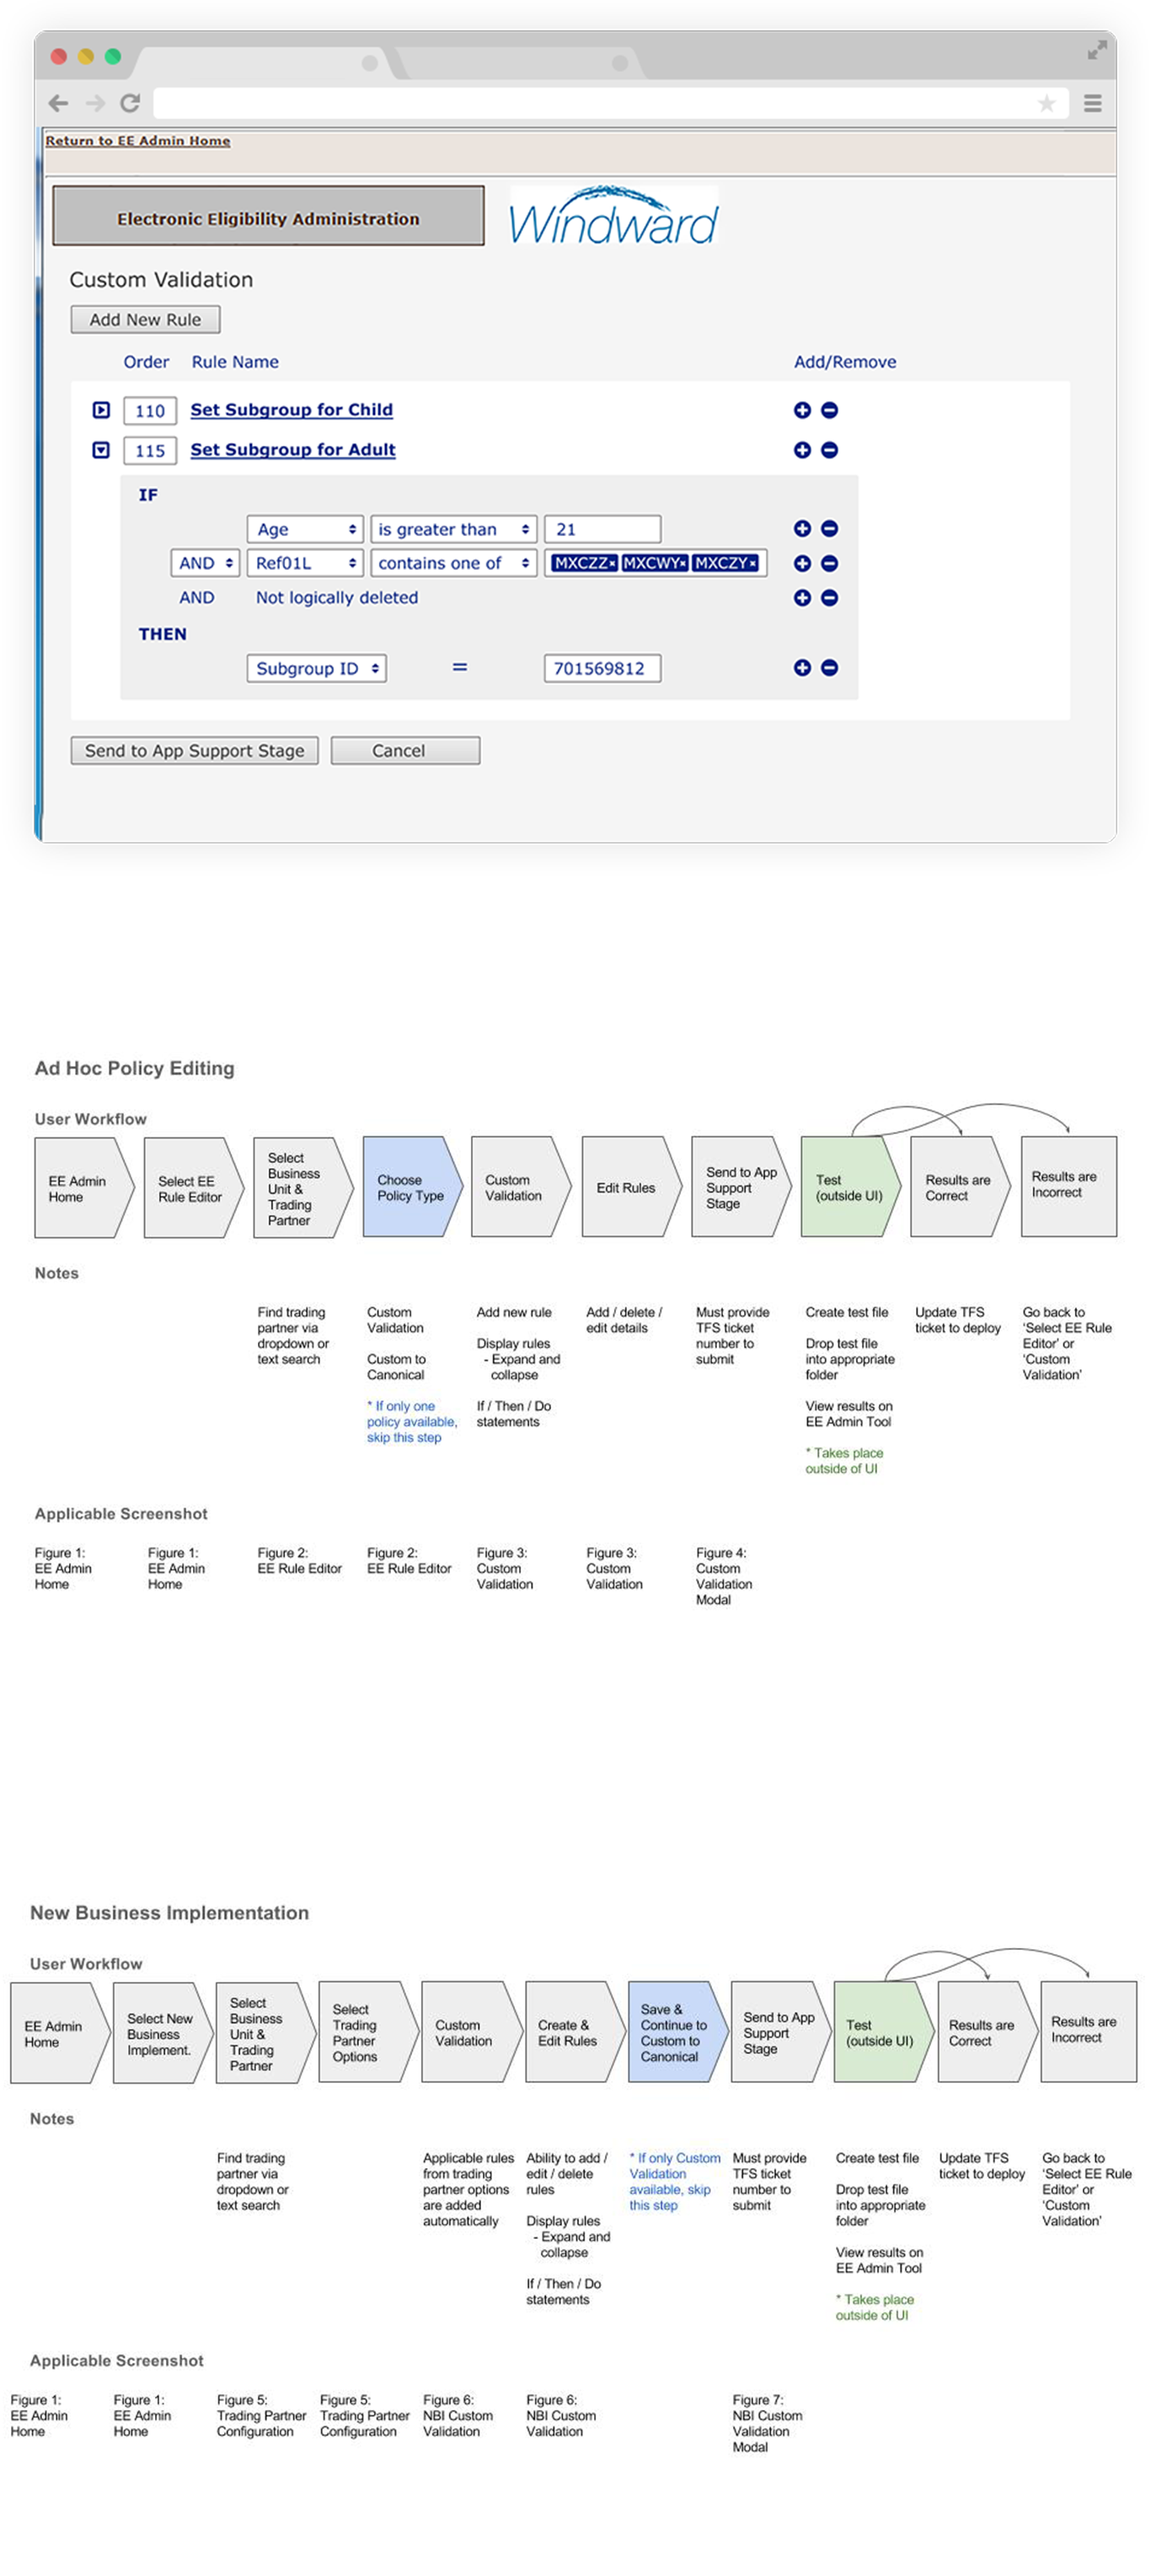 Return to EE Admin Home
Electronic Eligibility Administration
Windward
Custom Validation
Add New Rule
Order Rule Name Add/Remove
110 Set Subgroup for Child
115 Set Subgroup for Adult
IF
Age is greater than 21
AND Ref01L contains one of MXCZZ× MXCWY× MXCZY×
AND Not logically deleted
THEN
Subgroup ID = 701569812
Send to App Support Stage Cancel
Ad Hoc Policy Editing
User Workflow
EE Admin
Home
Select EE
Rule Editor
Select
Business
Unit &
Trading
Partner
Choose
Policy Type
Custom
Validation
Edit Rules
Send to App
Support
Stage
Test
(outside UI)
Results are
Correct
Results are
Incorrect
Notes
Find trading
partner via
dropdown or
text search
Custom
Validation
Custom to
Canonical
* If only one
policy available,
skip this step
Add new rule
Display rules
- Expand and
collapse
If / Then / Do
statements
Add / delete /
edit details
Must provide
TFS ticket
number to
submit
Create test file
Drop test file
into appropriate
folder
View results on
EE Admin Tool
* Takes place
outside of UI
Update TFS
ticket to deploy
Go back to
'Select EE Rule
Editor' or
'Custom
Validation'
Applicable Screenshot
Figure 1:
EE Admin
Home
Figure 1:
EE Admin
Home
Figure 2:
EE Rule Editor
Figure 2:
EE Rule Editor
Figure 3:
Custom
Validation
Figure 3:
Custom
Validation
Figure 4:
Custom
Validation
Modal
New Business Implementation
User Workflow
EE Admin
Home
Select New
Business
Implement.
Select
Business
Unit &
Trading
Partner
Select
Trading
Partner
Options
Custom
Validation
Create &
Edit Rules
Save &
Continue to
Custom to
Canonical
Send to App
Support
Stage
Test
(outside UI)
Results are
Correct
Results are
Incorrect
Notes
Find trading
partner via
dropdown or
text search
Applicable rules
from trading
partner options
are added
automatically
Ability to add /
edit / delete
rules
Display rules
- Expand and
collapse
If / Then / Do
statements
* If only Custom
Validation
available, skip
this step
Must provide
TFS ticket
number to
submit
Create test file
Drop test file
into appropriate
folder
View results on
EE Admin Tool
* Takes place
outside of UI
Update TFS
ticket to deploy
Go back to
'Select EE Rule
Editor' or
'Custom
Validation'
Applicable Screenshot
Figure 1:
EE Admin
Home
Figure 1:
EE Admin
Home
Figure 5:
Trading Partner
Configuration
Figure 5:
Trading Partner
Configuration
Figure 6:
NBI Custom
Validation
Figure 6:
NBI Custom
Validation
Figure 7:
NBI Custom
Validation
Modal